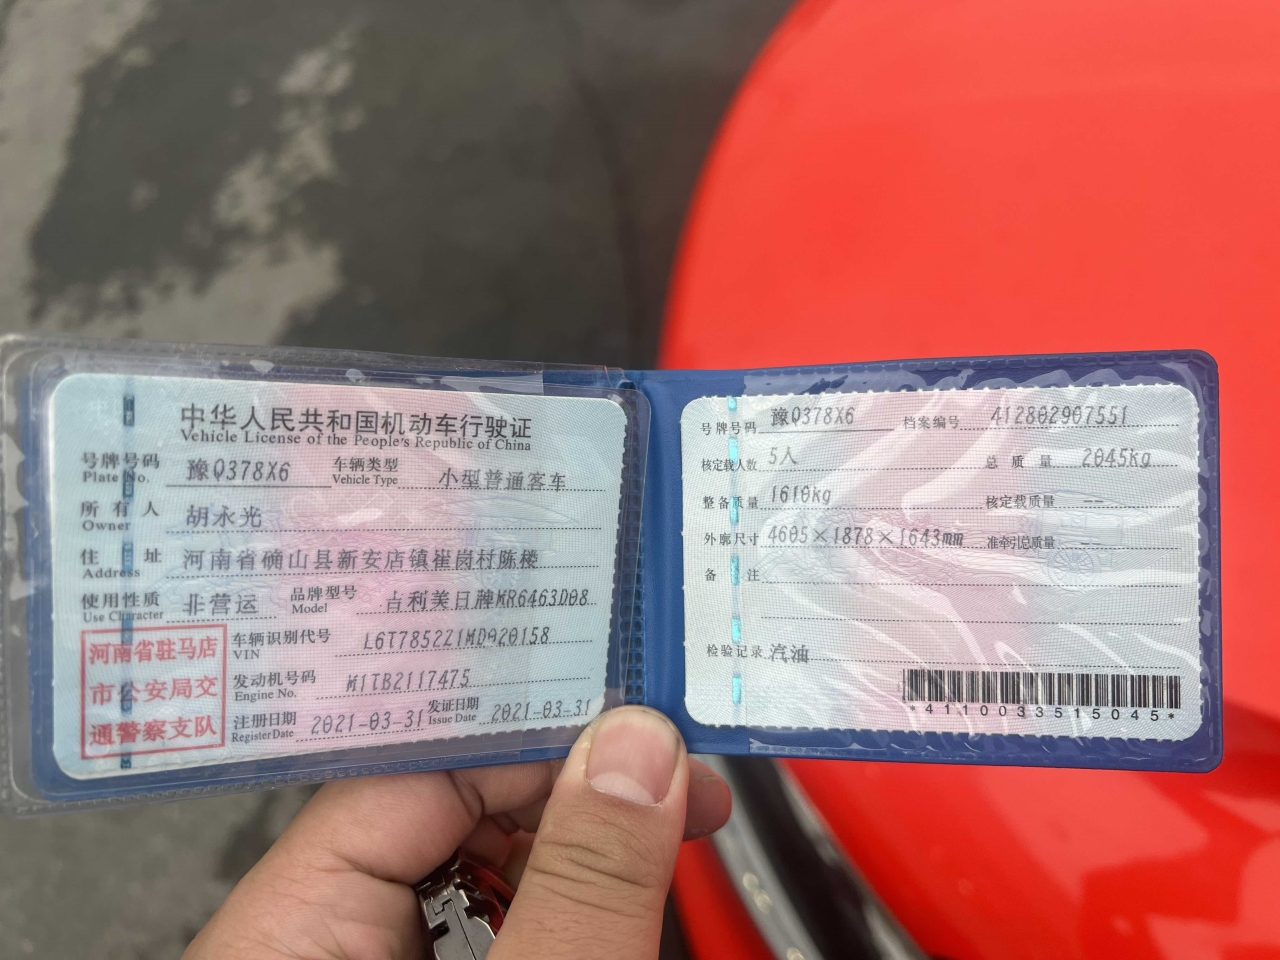 中华人民共和国机动车行驶证
Vehicle License of the People's Republic of China
号牌号码 豫Q378X6 车辆类型 小型普通客车
Plate No. Vehicle Type
所有人 胡永光
Owner
住址 河南省确山县新安店镇崔岗村陈楼
Address
使用性质 非营运 品牌型号 吉利美日牌MR6463D08
Use Character Model
河南省驻马店
市公安局交
通警察支队
车辆识别代号 L6T7852Z1MD020158
VIN
发动机号码 M1TB2117475
Engine No.
注册日期 2021-03-31 发证日期 2021-03-31
Register Date Issue Date
号牌号码 豫Q378X6 档案编号 412802907551
核定载人数 5人 总质量 2045kg
整备质量 1610kg 核定载质量 --
外廓尺寸 4605×1878×1643mm 准牵引总质量 --
备注
检验记录 汽油
*4110033515045*